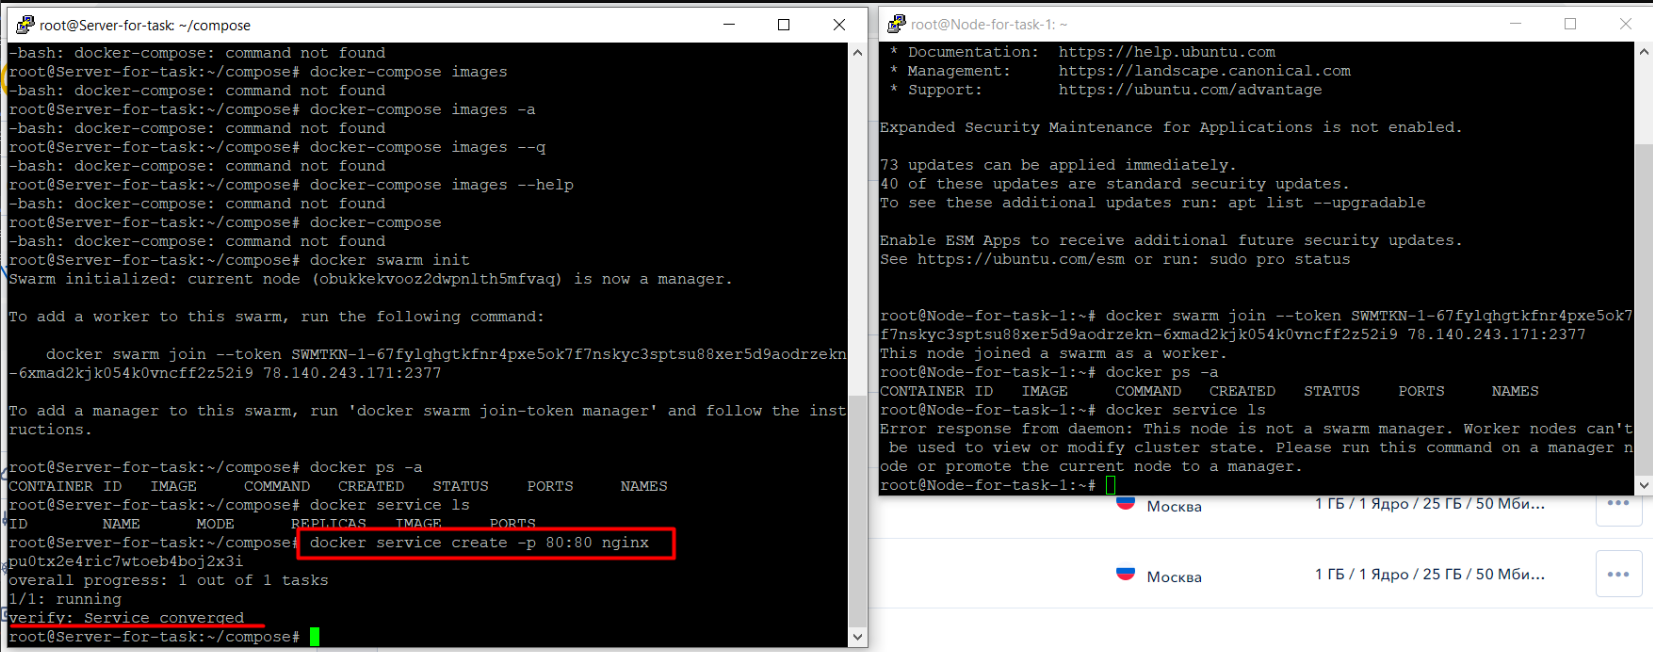 root@Server-for-task: ~/compose
-bash: docker-compose: command not found
root@Server-for-task:~/compose# docker-compose images
-bash: docker-compose: command not found
root@Server-for-task:~/compose# docker-compose images -a
-bash: docker-compose: command not found
root@Server-for-task:~/compose# docker-compose images --q
-bash: docker-compose: command not found
root@Server-for-task:~/compose# docker-compose images --help
-bash: docker-compose: command not found
root@Server-for-task:~/compose# docker-compose
-bash: docker-compose: command not found
root@Server-for-task:~/compose# docker swarm init
Swarm initialized: current node (obukkekvooz2dwpnlth5mfvaq) is now a manager.
To add a worker to this swarm, run the following command:
docker swarm join --token SWMTKN-1-67fylqhgtkfnr4pxe5ok7f7nskyc3sptsu88xer5d9aodrzekn
-6xmad2kjk054k0vncff2z52i9 78.140.243.171:2377
To add a manager to this swarm, run 'docker swarm join-token manager' and follow the inst
ructions.
root@Server-for-task:~/compose# docker ps -a
CONTAINER ID   IMAGE     COMMAND   CREATED   STATUS    PORTS     NAMES
root@Server-for-task:~/compose# docker service ls
ID        NAME      MODE      REPLICAS   IMAGE     PORTS
root@Server-for-task:~/compose# docker service create -p 80:80 nginx
pu0tx2e4ric7wtoeb4boj2x3i
overall progress: 1 out of 1 tasks
1/1: running
verify: Service converged
root@Server-for-task:~/compose#
root@Node-for-task-1: ~
* Documentation:  https://help.ubuntu.com
* Management:     https://landscape.canonical.com
* Support:        https://ubuntu.com/advantage
Expanded Security Maintenance for Applications is not enabled.
73 updates can be applied immediately.
40 of these updates are standard security updates.
To see these additional updates run: apt list --upgradable
Enable ESM Apps to receive additional future security updates.
See https://ubuntu.com/esm or run: sudo pro status
root@Node-for-task-1:~# docker swarm join --token SWMTKN-1-67fylqhgtkfnr4pxe5ok7
f7nskyc3sptsu88xer5d9aodrzekn-6xmad2kjk054k0vncff2z52i9 78.140.243.171:2377
This node joined a swarm as a worker.
root@Node-for-task-1:~# docker ps -a
CONTAINER ID   IMAGE     COMMAND   CREATED   STATUS    PORTS     NAMES
root@Node-for-task-1:~# docker service ls
Error response from daemon: This node is not a swarm manager. Worker nodes can't
be used to view or modify cluster state. Please run this command on a manager n
ode or promote the current node to a manager.
root@Node-for-task-1:~#
Москва 1 ГБ / 1 Ядро / 25 ГБ / 50 Мби...
Москва 1 ГБ / 1 Ядро / 25 ГБ / 50 Мби...